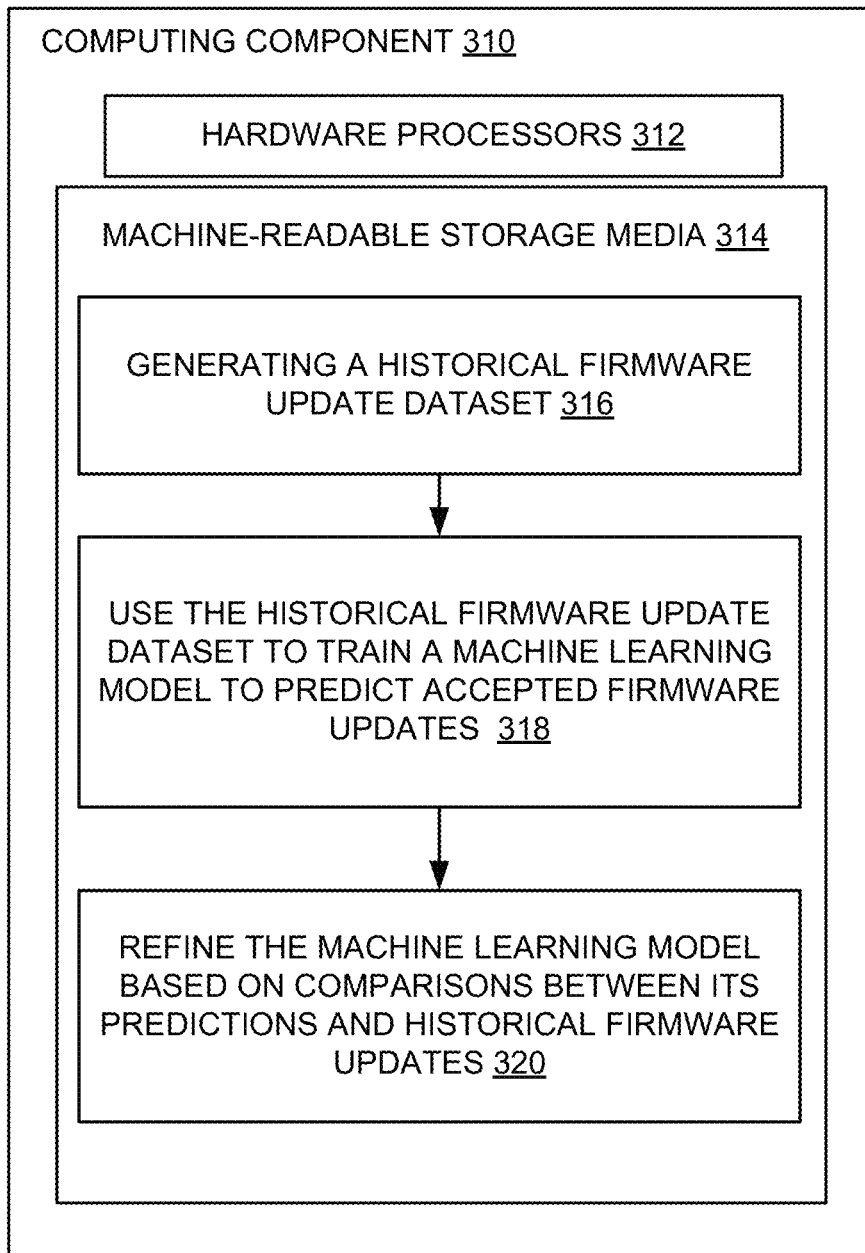 COMPUTING COMPONENT 310
HARDWARE PROCESSORS 312
MACHINE-READABLE STORAGE MEDIA 314
GENERATING A HISTORICAL FIRMWARE
UPDATE DATASET 316
USE THE HISTORICAL FIRMWARE UPDATE
DATASET TO TRAIN A MACHINE LEARNING
MODEL TO PREDICT ACCEPTED FIRMWARE
UPDATES 318
REFINE THE MACHINE LEARNING MODEL
BASED ON COMPARISONS BETWEEN ITS
PREDICTIONS AND HISTORICAL FIRMWARE
UPDATES 320